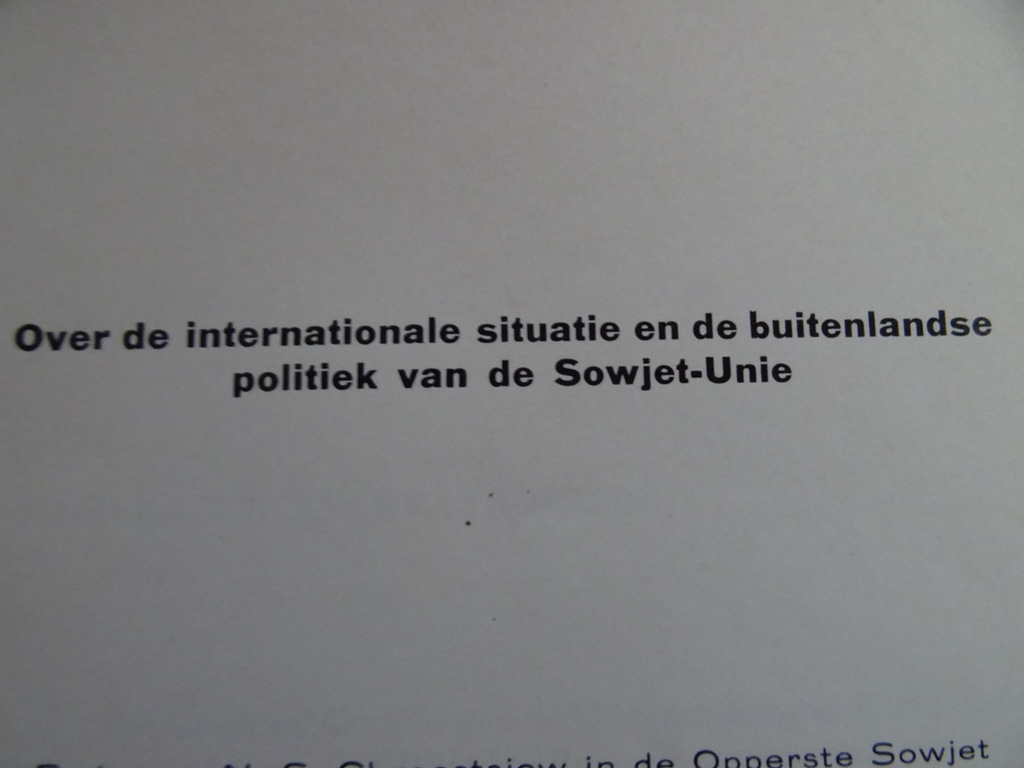 Over de internationale situatie en de buitenlandse
politiek van de Sowjet-Unie
in de Opperste Sowjet